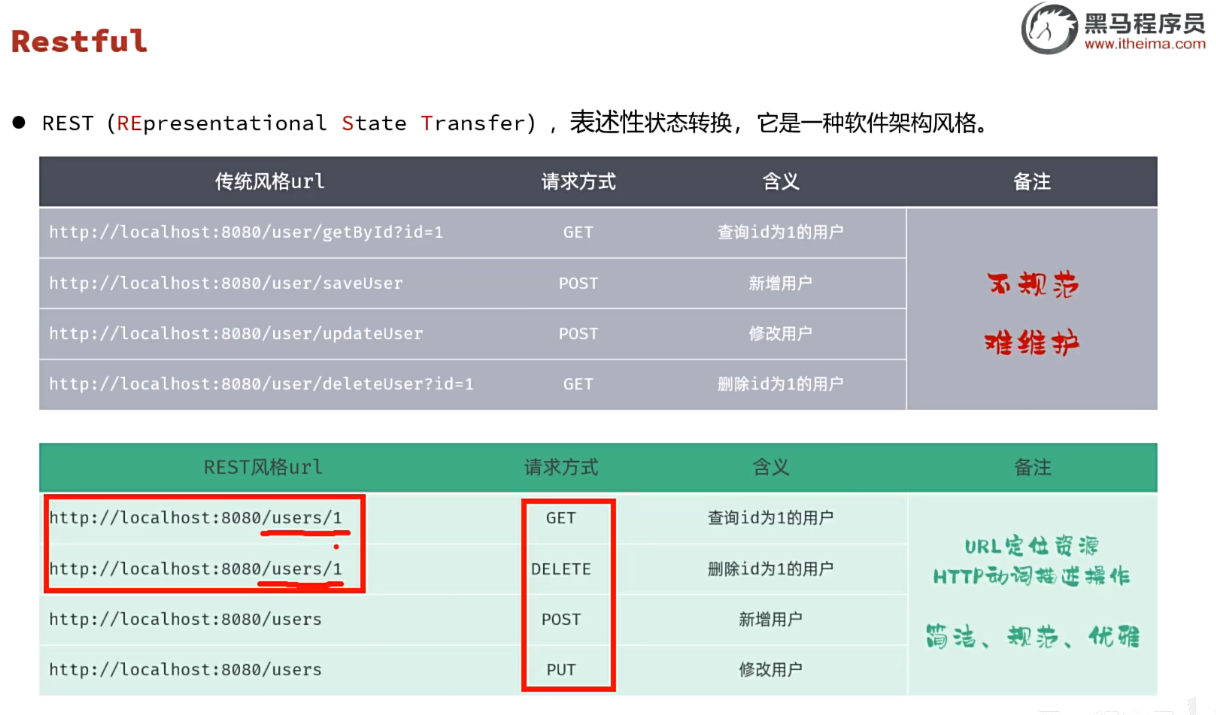 Restful
黑马程序员
www.itheima.com
● REST (REpresentational State Transfer) ,表述性状态转换，它是一种软件架构风格。
传统风格url 请求方式 含义 备注
http://localhost:8080/user/getById?id=1 GET 查询id为1的用户
http://localhost:8080/user/saveUser POST 新增用户
http://localhost:8080/user/updateUser POST 修改用户
http://localhost:8080/user/deleteUser?id=1 GET 删除id为1的用户
不规范
难维护
REST风格url 请求方式 含义 备注
http://localhost:8080/users/1 GET 查询id为1的用户
http://localhost:8080/users/1 DELETE 删除id为1的用户
http://localhost:8080/users POST 新增用户
http://localhost:8080/users PUT 修改用户
URL定位资源
HTTP动词描述操作
简洁、规范、优雅